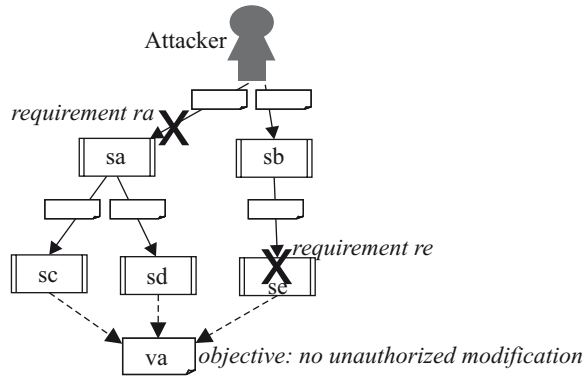 Attacker
requirement ra
sa
sb
requirement re
sc
sd
se
va
objective: no unauthorized modification